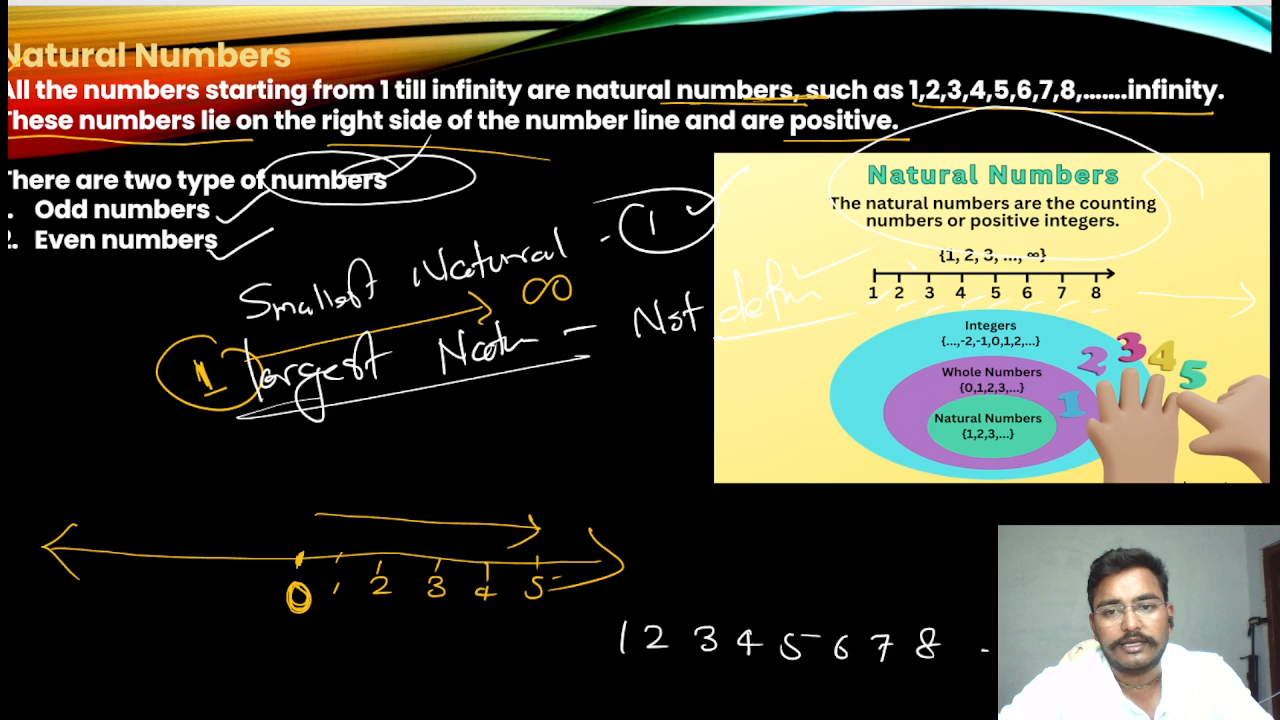 Natural Numbers
All the numbers starting from 1 till infinity are natural numbers, such as 1,2,3,4,5,6,7,8,.......infinity.
These numbers lie on the right side of the number line and are positive.
There are two type of numbers
. Odd numbers
2. Even numbers
Smallest Natural - 1
∞
1 largest Natu - Not defin
Natural Numbers
The natural numbers are the counting
numbers or positive integers.
{1, 2, 3, ..., ∞}
1 2 3 4 5 6 7 8
Integers
{...,-2,-1,0,1,2,...}
Whole Numbers
{0,1,2,3,...}
Natural Numbers
{1,2,3,...}
1 2 3 4 5
0 1 2 3 4 5
1 2 3 4 5 6 7 8